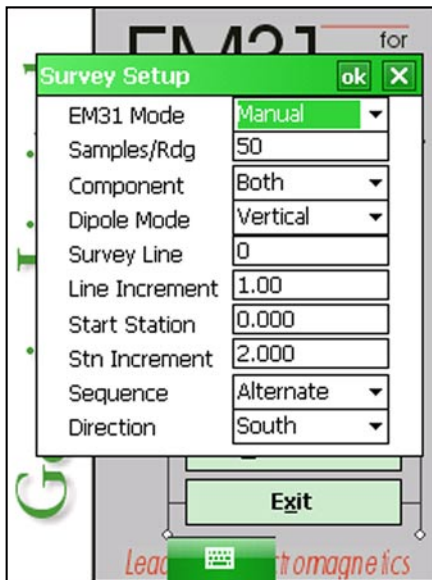 EM31
for
Survey Setup ok
EM31 Mode Manual
Samples/Rdg 50
Component Both
Dipole Mode Vertical
Survey Line 0
Line Increment 1.00
Start Station 0.000
Stn Increment 2.000
Sequence Alternate
Direction South
Exit